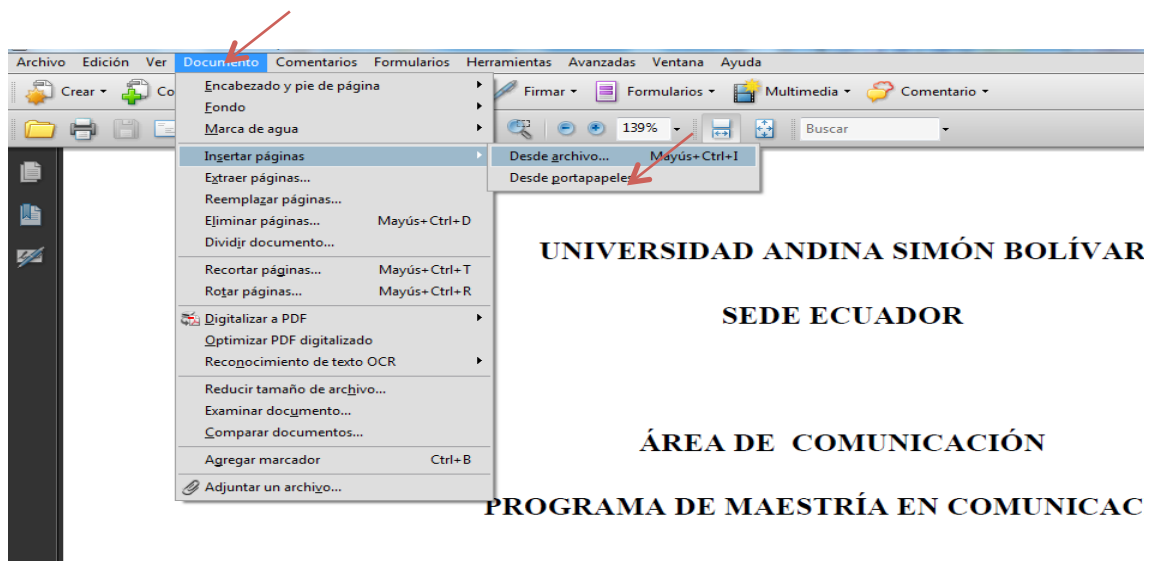 Archivo Edición Ver Documento Comentarios Formularios Herramientas Avanzadas Ventana Ayuda
Crear Co Firmar Formularios Multimedia Comentario
139% Buscar
Encabezado y pie de página
Fondo
Marca de agua
Insertar páginas
Extraer páginas...
Reemplazar páginas...
Eliminar páginas... Mayús+Ctrl+D
Dividir documento...
Recortar páginas... Mayús+Ctrl+T
Rotar páginas... Mayús+Ctrl+R
Digitalizar a PDF
Optimizar PDF digitalizado
Reconocimiento de texto OCR
Reducir tamaño de archivo...
Examinar documento...
Comparar documentos...
Agregar marcador Ctrl+B
Adjuntar un archivo...
Desde archivo... Mayús+Ctrl+I
Desde portapapeles
UNIVERSIDAD ANDINA SIMÓN BOLÍVAR
SEDE ECUADOR
ÁREA DE COMUNICACIÓN
PROGRAMA DE MAESTRÍA EN COMUNICAC